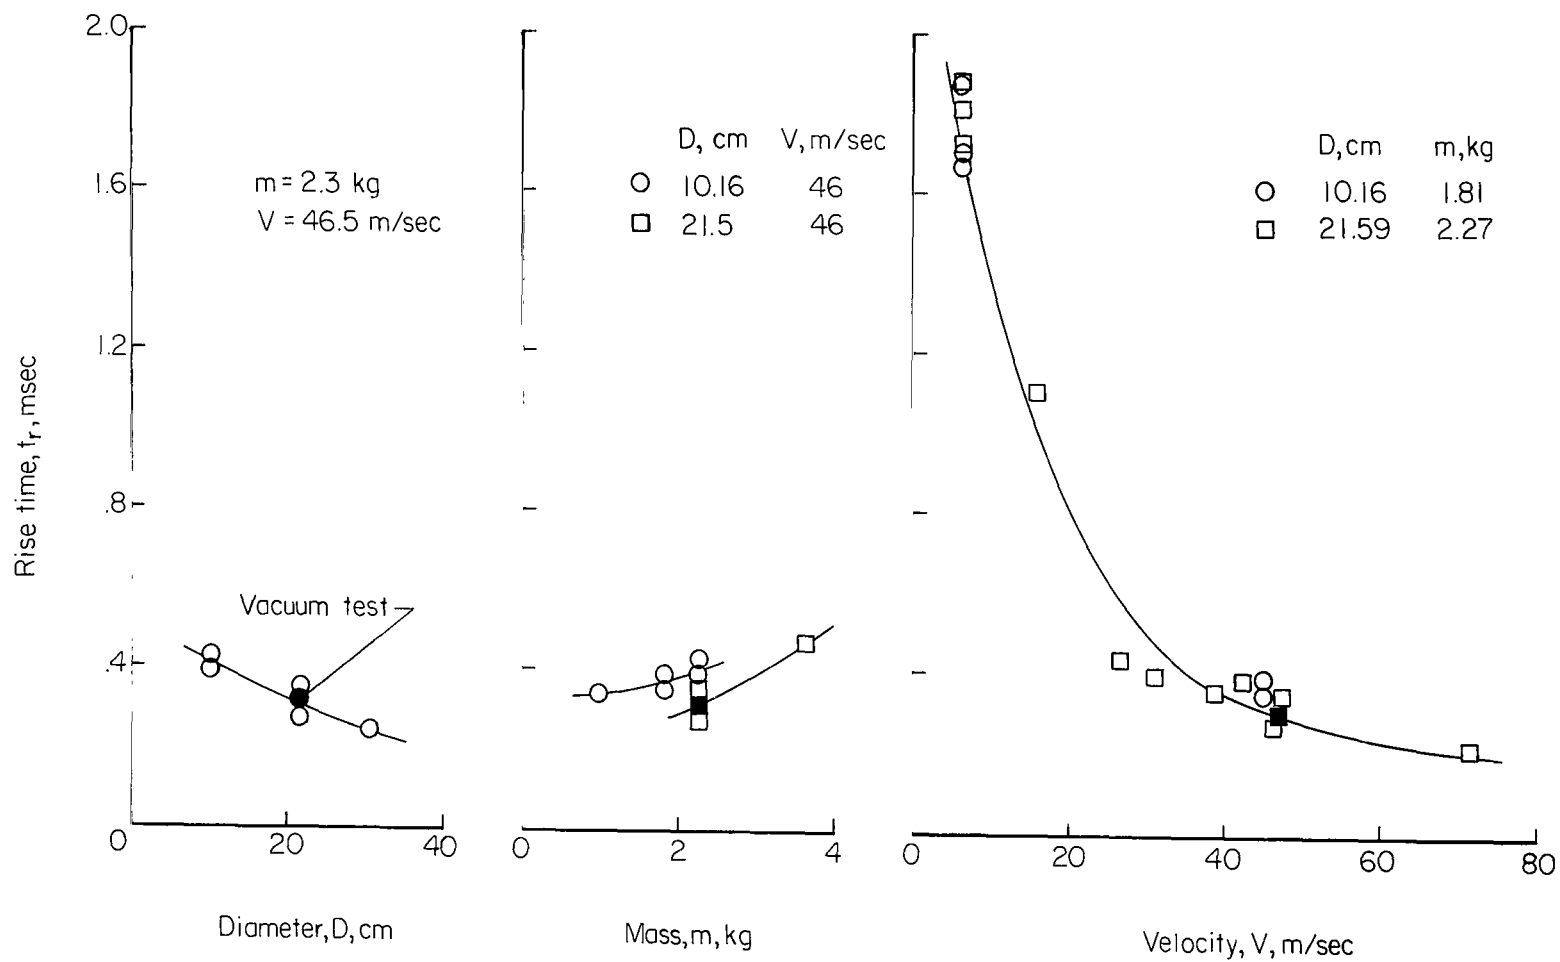 2.0
1.6
1.2
.8
.4
0
Rise time, tr, msec
m = 2.3 kg
V = 46.5 m/sec
Vacuum test
20
40
Diameter, D, cm
D, cm V, m/sec
10.16 46
21.5 46
0
2
4
Mass, m, kg
D, cm m, kg
10.16 1.81
21.59 2.27
0
20
40
60
80
Velocity, V, m/sec